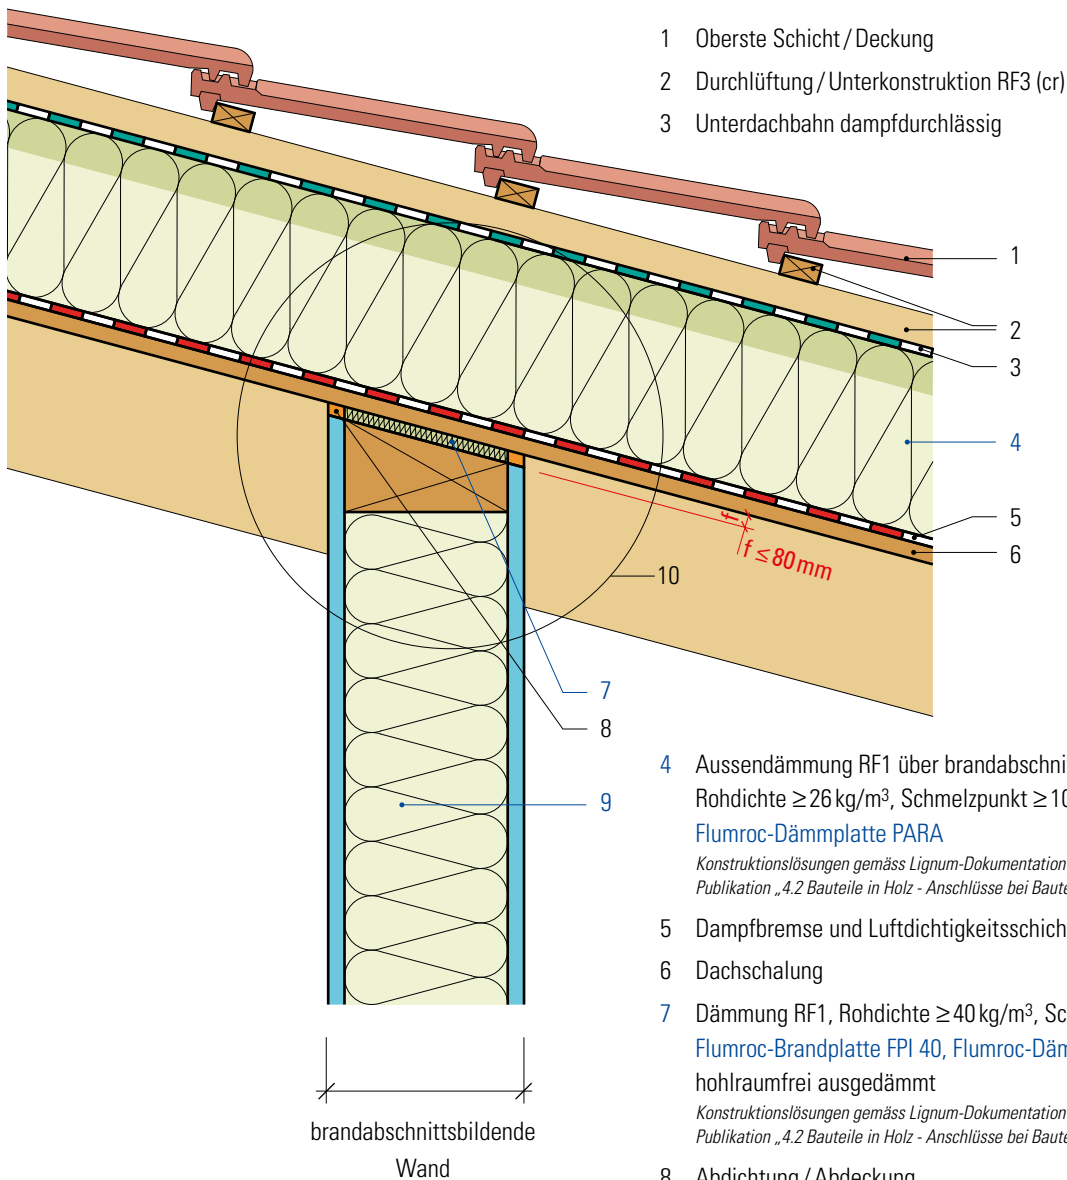 1 Oberste Schicht / Deckung
2 Durchlüftung / Unterkonstruktion RF3 (cr)
3 Unterdachbahn dampfdurchlässig
1
2
3
4
5
6
f
f ≤ 80 mm
10
7
8
9
4 Aussendämmung RF1 über brandabschni
Rohdichte ≥ 26 kg/m³, Schmelzpunkt ≥ 10
Flumroc-Dämmplatte PARA
Konstruktionslösungen gemäss Lignum-Dokumentation
Publikation „4.2 Bauteile in Holz - Anschlüsse bei Baute
5 Dampfbremse und Luftdichtigkeitsschich
6 Dachschalung
7 Dämmung RF1, Rohdichte ≥ 40 kg/m³, Sc
Flumroc-Brandplatte FPI 40, Flumroc-Däm
hohlraumfrei ausgedämmt
Konstruktionslösungen gemäss Lignum-Dokumentation
Publikation „4.2 Bauteile in Holz - Anschlüsse bei Baute
8 Abdichtung / Abdeckung
brandabschnittsbildende
Wand